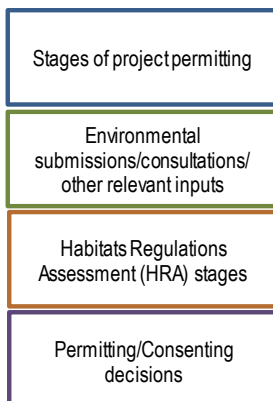 Stages of project permitting
Environmental
submissions/consultations/
other relevant inputs
Habitats Regulations
Assessment (HRA) stages
Permitting/Consenting
decisions